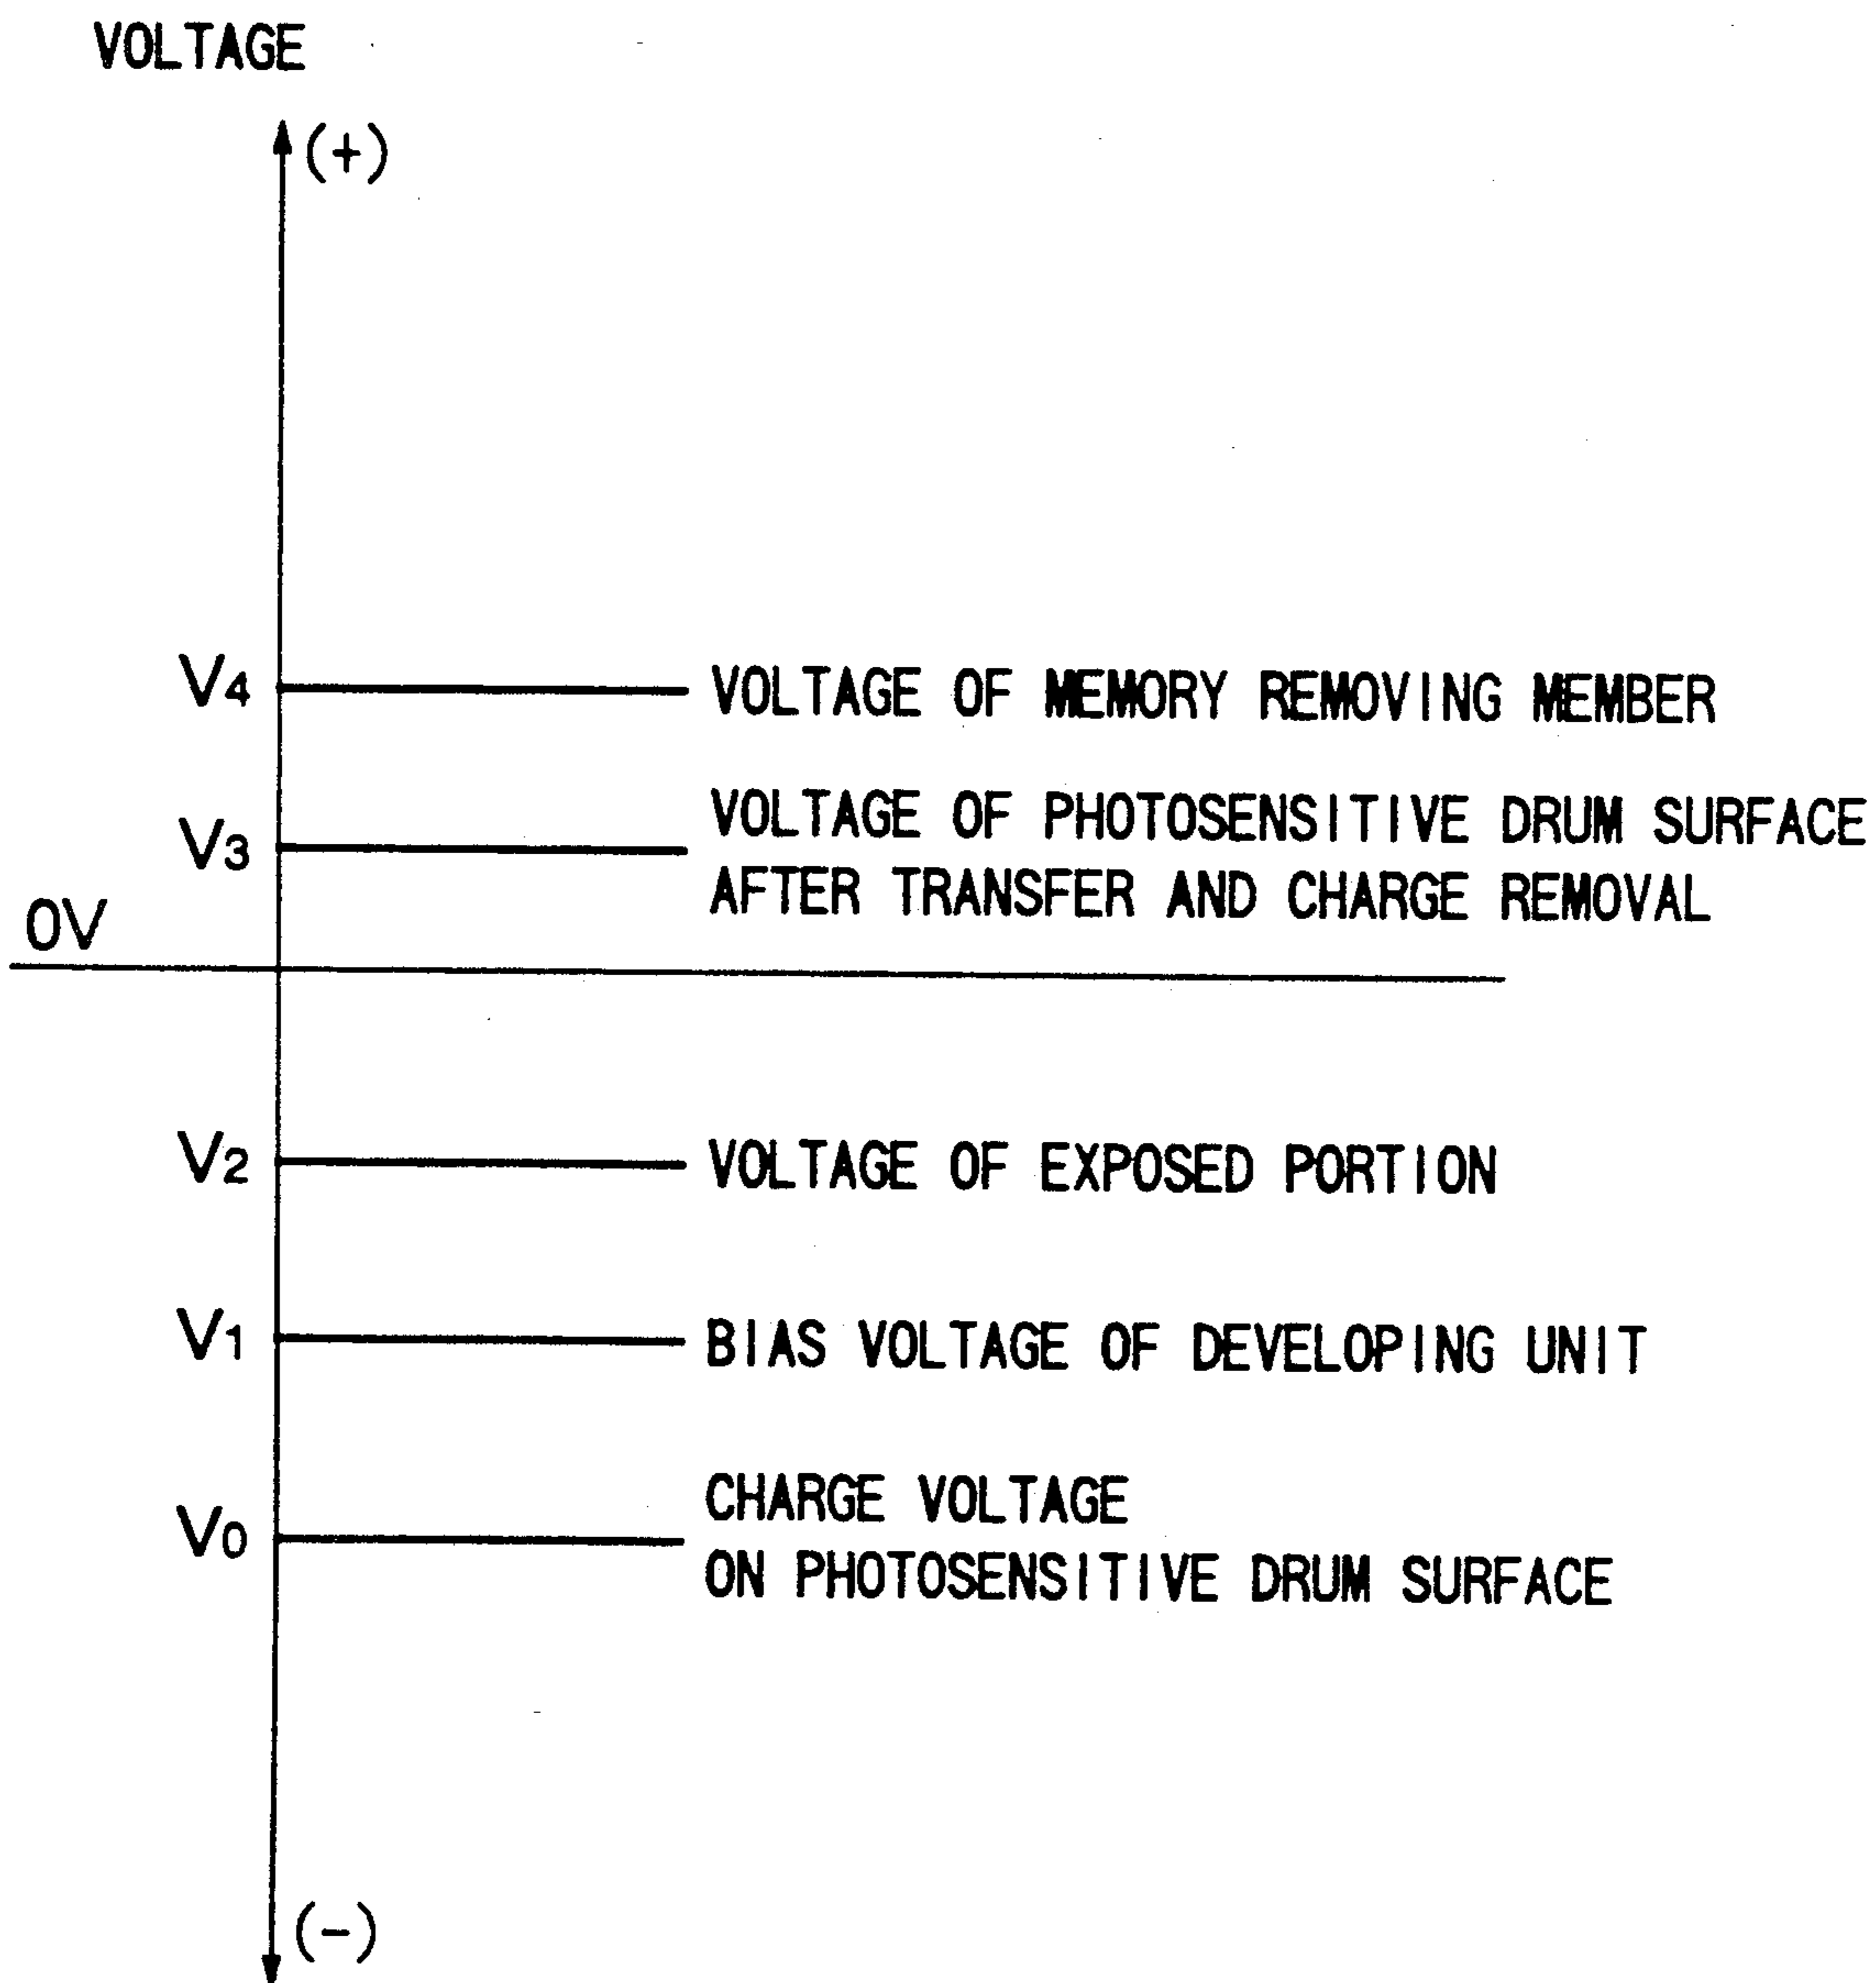 VOLTAGE
(+)
V4 VOLTAGE OF MEMORY REMOVING MEMBER
VOLTAGE OF PHOTOSENSITIVE DRUM SURFACE
V3
AFTER TRANSFER AND CHARGE REMOVAL
0V
V2 VOLTAGE OF EXPOSED PORTION
V1 BIAS VOLTAGE OF DEVELOPING UNIT
CHARGE VOLTAGE
V0
ON PHOTOSENSITIVE DRUM SURFACE
(-)